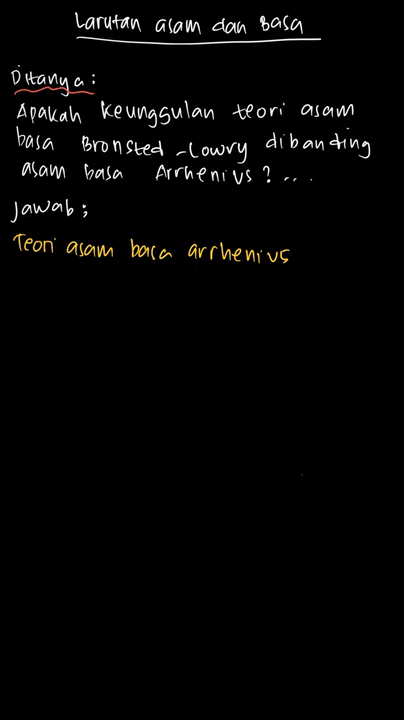 Larutan asam dan Basa
Ditanya:
Apakah keunggulan teori asam
basa Bronsted-Lowry dibanding
asam basa Arrhenius?...
Jawab;
Teori asam basa arrhenius